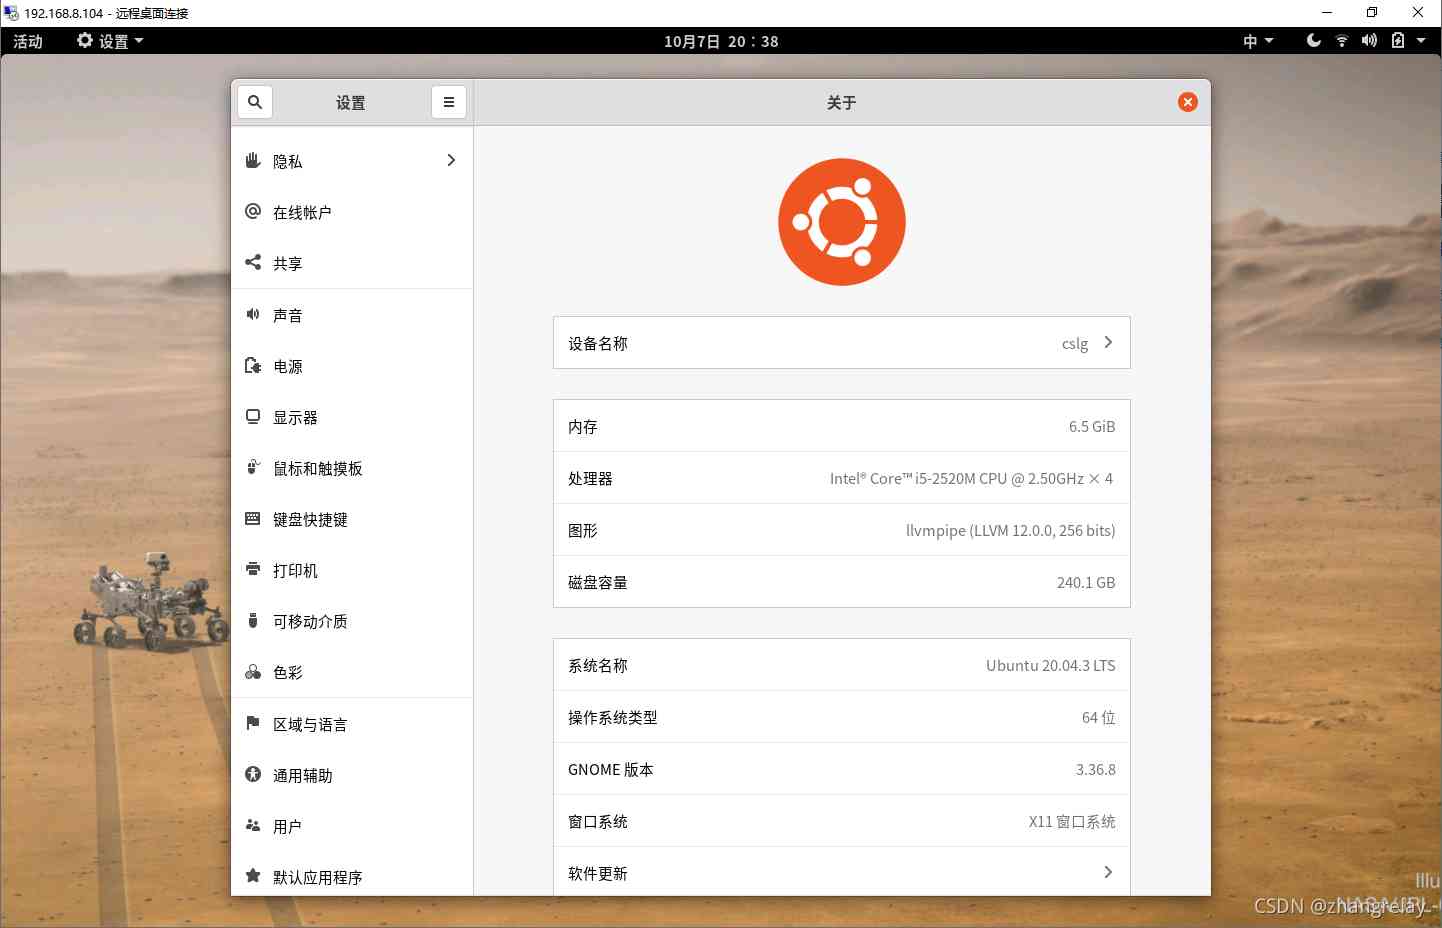 192.168.8.104 - 远程桌面连接
活动 设置 10月7日 20：38 中
设置 关于
隐私
在线帐户
共享
声音
电源
显示器
鼠标和触摸板
键盘快捷键
打印机
可移动介质
色彩
区域与语言
通用辅助
用户
默认应用程序
设备名称 cslg
内存 6.5 GiB
处理器 Intel® Core™ i5-2520M CPU @ 2.50GHz × 4
图形 llvmpipe (LLVM 12.0.0, 256 bits)
磁盘容量 240.1 GB
系统名称 Ubuntu 20.04.3 LTS
操作系统类型 64 位
GNOME 版本 3.36.8
窗口系统 X11 窗口系统
软件更新
Illu
CSDN @zhangrelay